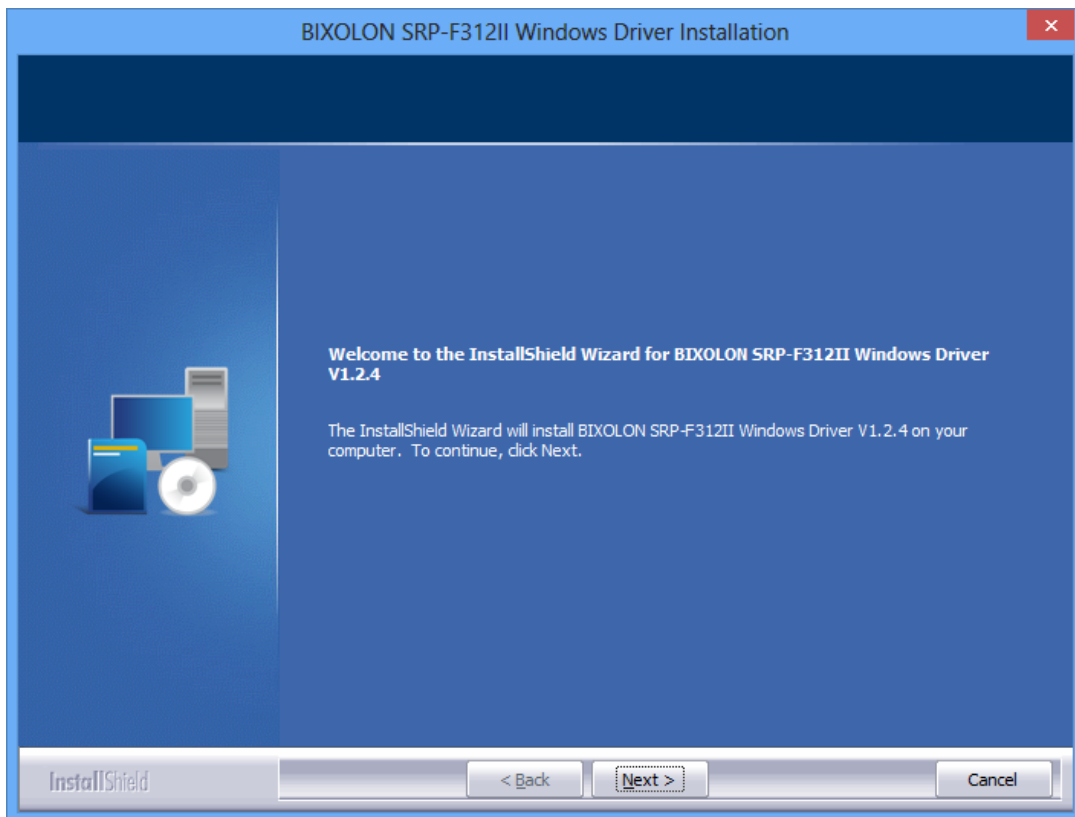 BIXOLON SRP-F312II Windows Driver Installation
Welcome to the InstallShield Wizard for BIXOLON SRP-F312II Windows Driver
V1.2.4
The InstallShield Wizard will install BIXOLON SRP-F312II Windows Driver V1.2.4 on your
computer.  To continue, click Next.
InstallShield
< Back
Next >
Cancel